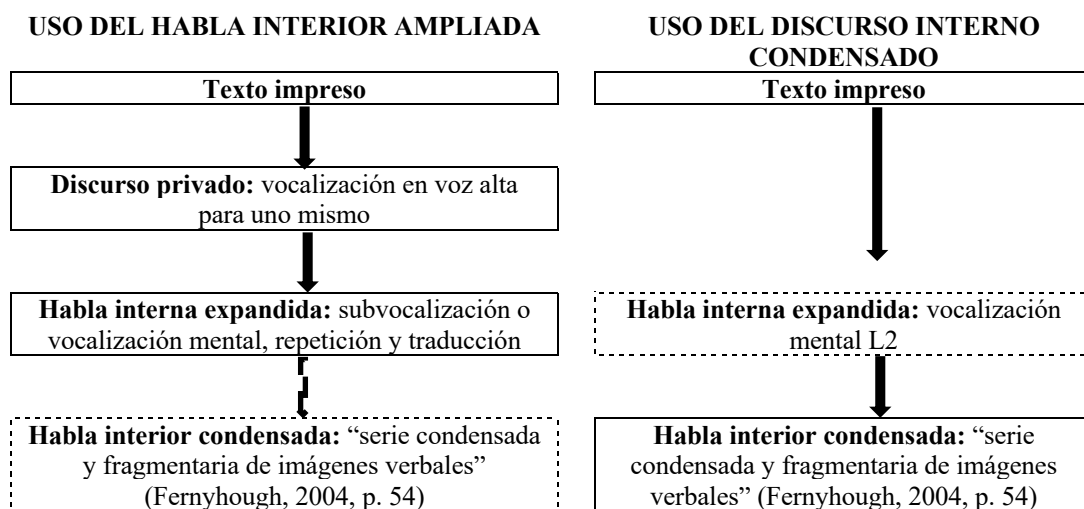 USO DEL HABLA INTERIOR AMPLIADA
Texto impreso
Discurso privado: vocalización en voz alta
para uno mismo
Habla interna expandida: subvocalización o
vocalización mental, repetición y traducción
Habla interior condensada: “serie condensada
y fragmentaria de imágenes verbales”
(Fernyhough, 2004, p. 54)
USO DEL DISCURSO INTERNO
CONDENSADO
Texto impreso
Habla interna expandida: vocalización
mental L2
Habla interior condensada: “serie
condensada y fragmentaria de imágenes
verbales” (Fernyhough, 2004, p. 54)